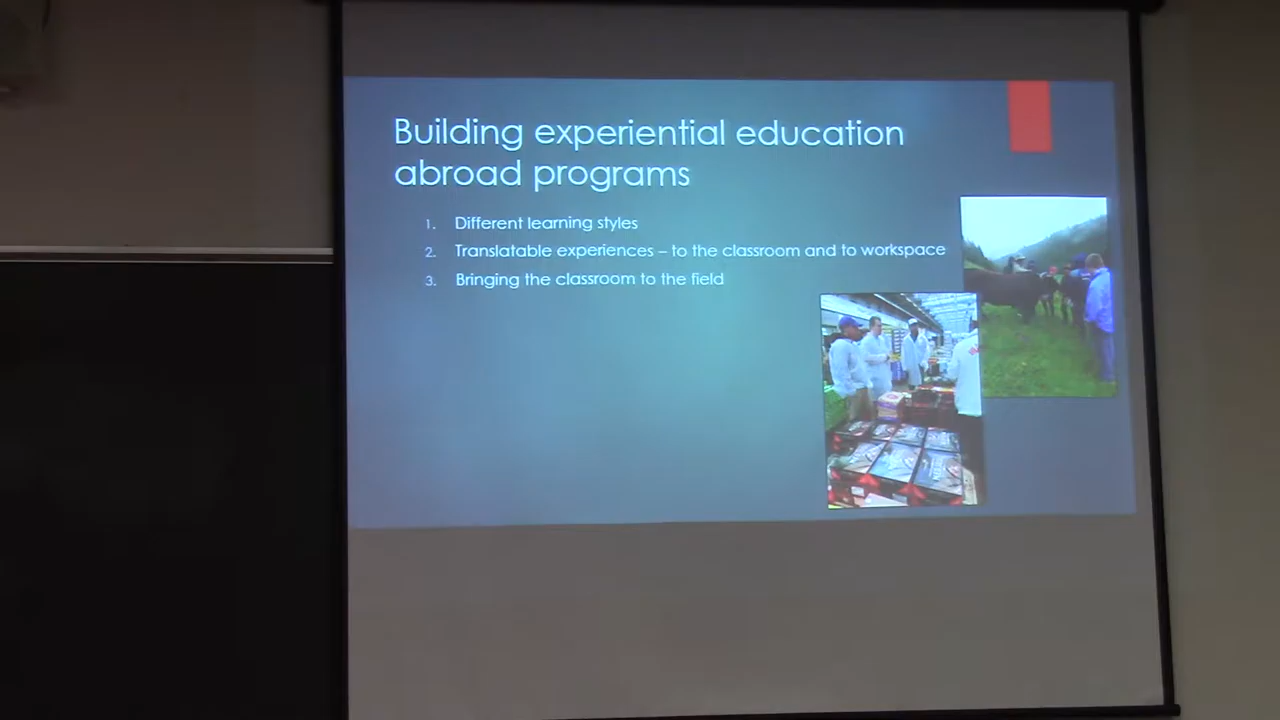 Building experiential education
abroad programs
1. Different learning styles
2. Translatable experiences – to the classroom and to workspace
3. Bringing the classroom to the field